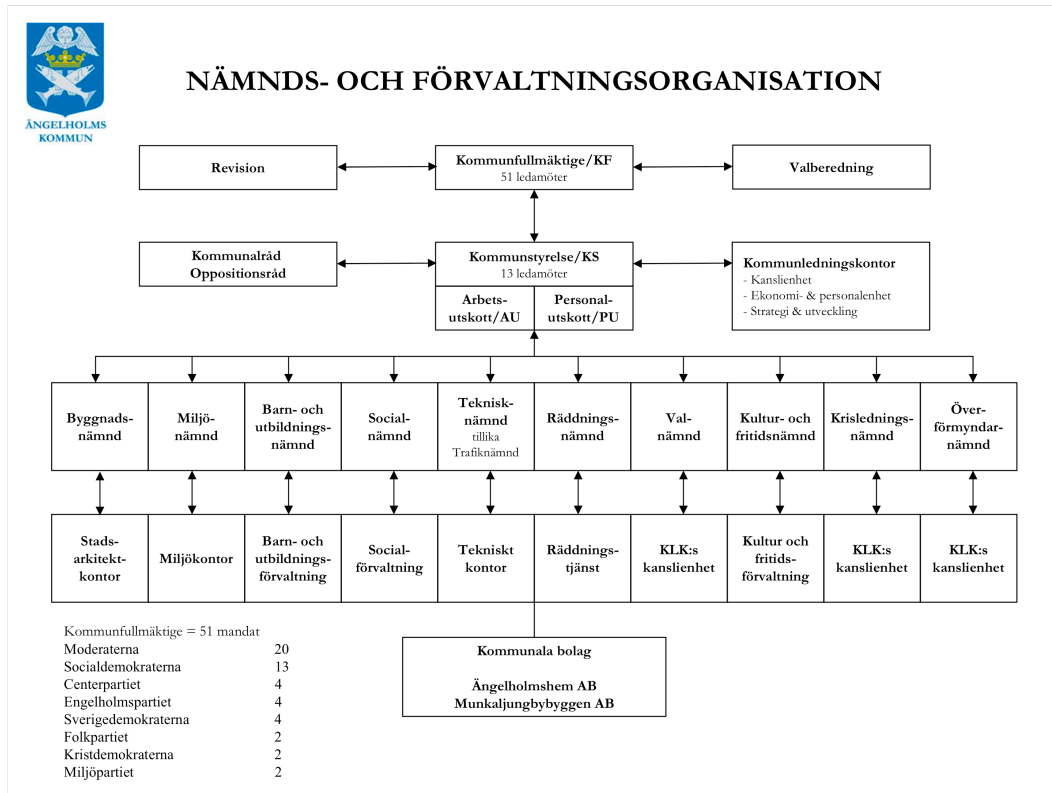 NÄMNDS- OCH FÖRVALTNINGSORGANISATION
ÄNGELHOLMS
KOMMUN
Revision
Kommunfullmäktige/KF
51 ledamöter
Valberedning
Kommunalråd
Oppositionsråd
Kommunstyrelse/KS
13 ledamöter
Arbets-
utskott/AU
Personal-
utskott/PU
Kommunledningskontor
- Kanslienhet
- Ekonomi- & personalenhet
- Strategi & utveckling
Byggnads-
nämnd
Miljö-
nämnd
Barn- och
utbildnings-
nämnd
Social-
nämnd
Teknisk-
nämnd
tillika
Trafiknämnd
Räddnings-
nämnd
Val-
nämnd
Kultur- och
fritidsnämnd
Krislednings-
nämnd
Över-
förmyndar-
nämnd
Stads-
arkitekt-
kontor
Miljökontor
Barn- och
utbildnings-
förvaltning
Social-
förvaltning
Tekniskt
kontor
Räddnings-
tjänst
KLK:s
kanslienhet
Kultur och
fritids-
förvaltning
KLK:s
kanslienhet
KLK:s
kanslienhet
Kommunfullmäktige = 51 mandat
Moderaterna 20
Socialdemokraterna 13
Centerpartiet 4
Engelholmspartiet 4
Sverigedemokraterna 4
Folkpartiet 2
Kristdemokraterna 2
Miljöpartiet 2
Kommunala bolag
Ängelholmshem AB
Munkaljungbybyggen AB